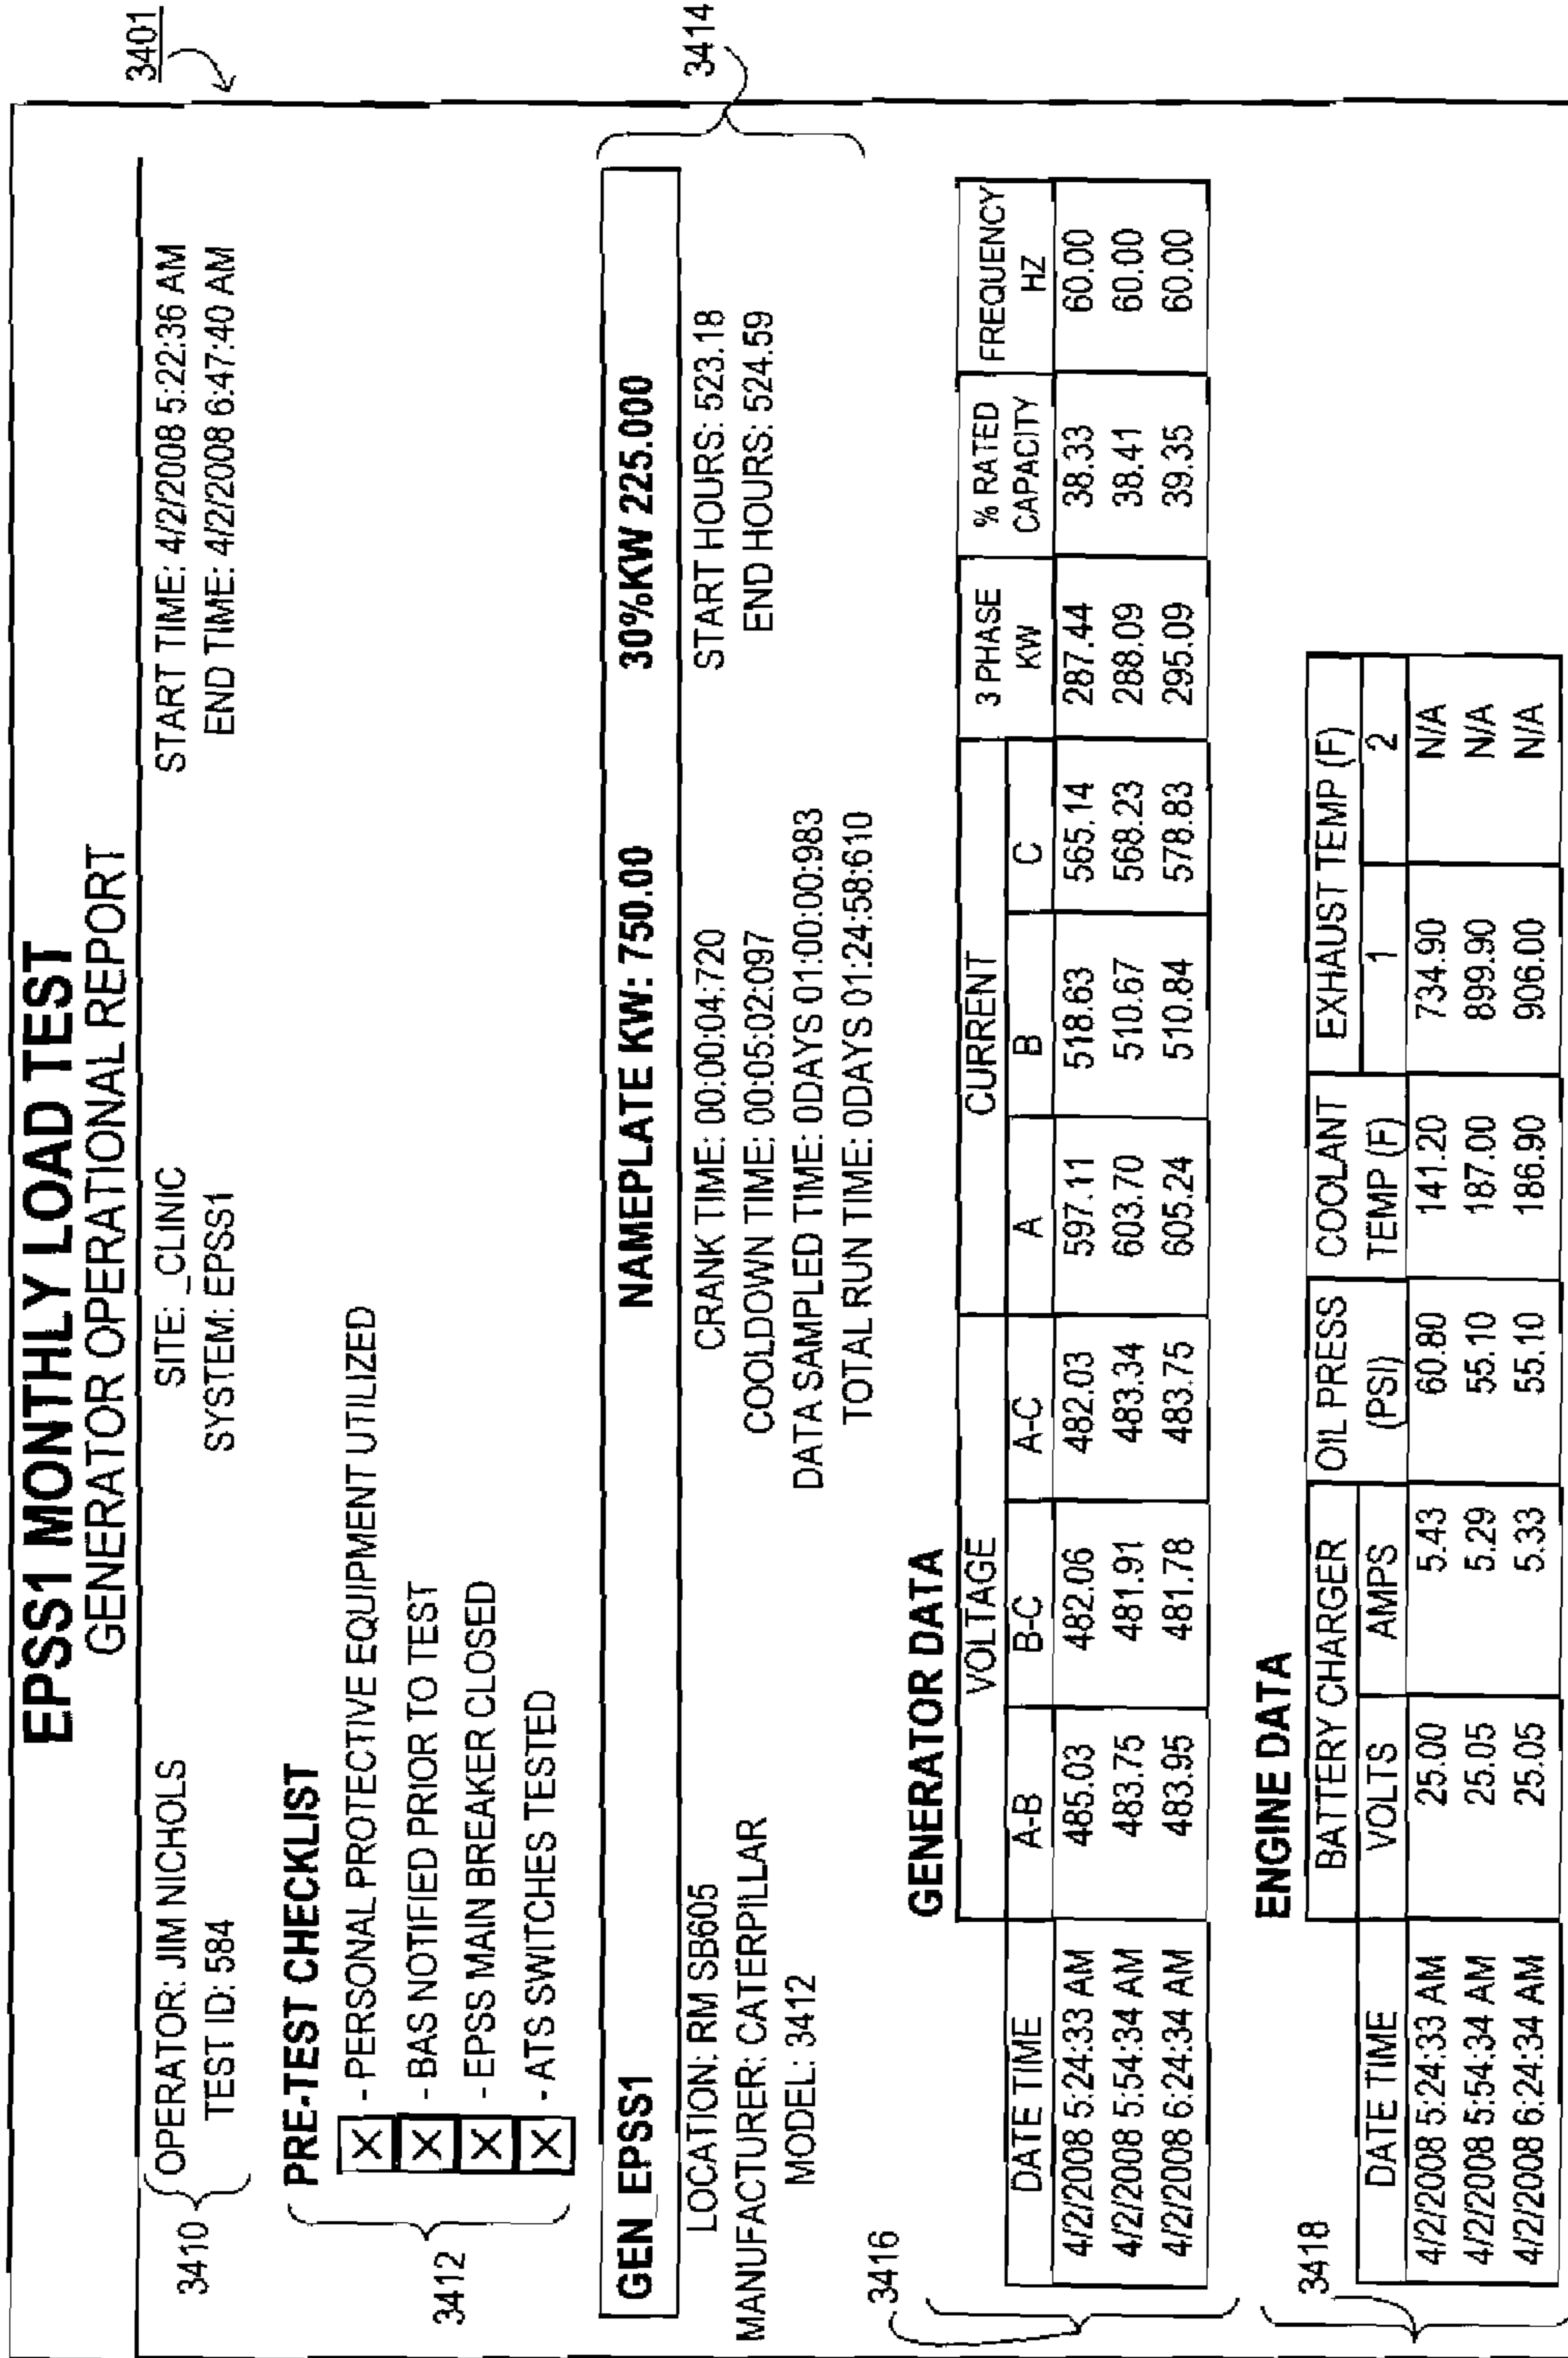 3401
EPSS1 MONTHLY LOAD TEST
GENERATOR OPERATIONAL REPORT
3410
OPERATOR: JIM NICHOLS SITE: _CLINIC START TIME: 4/2/2008 5:22:36 AM
TEST ID: 584 SYSTEM: EPSS1 END TIME: 4/2/2008 6:47:40 AM
PRE-TEST CHECKLIST
3412
X - PERSONAL PROTECTIVE EQUIPMENT UTILIZED
X - BAS NOTIFIED PRIOR TO TEST
X - EPSS MAIN BREAKER CLOSED
X - ATS SWITCHES TESTED
3414
GEN EPSS1 NAMEPLATE KW: 750.00 30%KW 225.000
LOCATION: RM SB605 CRANK TIME: 00:00:04:720 START HOURS: 523.18
MANUFACTURER: CATERPILLAR COOLDOWN TIME: 00:05:02:097 END HOURS: 524.59
MODEL: 3412 DATA SAMPLED TIME: 0DAYS 01:00:00:983
TOTAL RUN TIME: 0DAYS 01:24:58:610
3416
GENERATOR DATA
VOLTAGE CURRENT 3 PHASE % RATED FREQUENCY
DATE TIME A-B B-C A-C A B C KW CAPACITY HZ
4/2/2008 5:24:33 AM 485.03 482.06 482.03 597.11 518.63 565.14 287.44 38.33 60.00
4/2/2008 5:54:34 AM 483.75 481.91 483.34 603.70 510.67 568.23 288.09 38.41 60.00
4/2/2008 6:24:34 AM 483.95 481.78 483.75 605.24 510.84 578.83 295.09 39.35 60.00
3418
ENGINE DATA
BATTERY CHARGER OIL PRESS COOLANT EXHAUST TEMP (F)
DATE TIME VOLTS AMPS (PSI) TEMP (F) 1 2
4/2/2008 5:24:33 AM 25.00 5.43 60.80 141.20 734.90 N/A
4/2/2008 5:54:34 AM 25.05 5.29 55.10 187.00 899.90 N/A
4/2/2008 6:24:34 AM 25.05 5.33 55.10 186.90 906.00 N/A